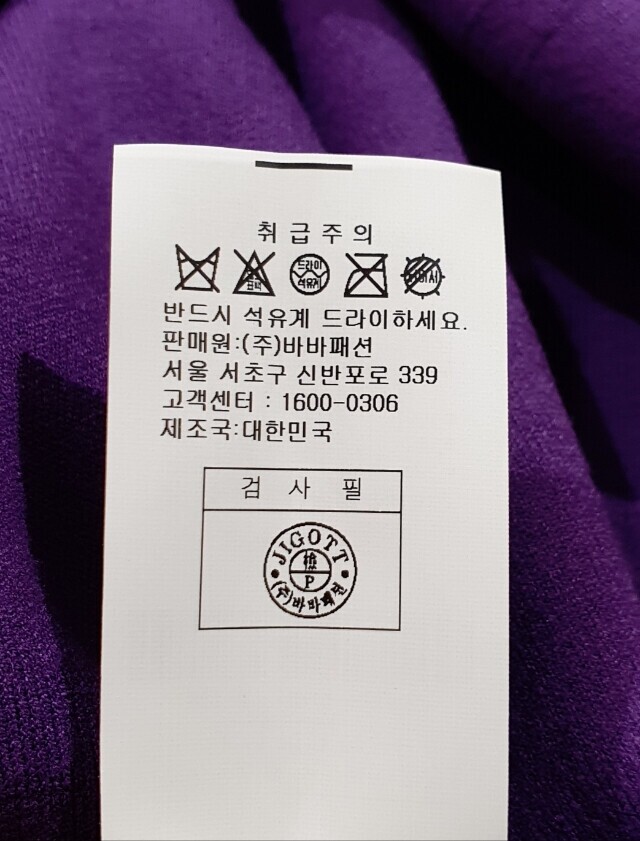 취급주의
드라이
석유계
반드시 석유계 드라이하세요.
판매원:(주)바바패션
서울 서초구 신반포로 339
고객센터 : 1600-0306
제조국:대한민국
검 사 필
JIGOTT
檢
P
(주)바바패션